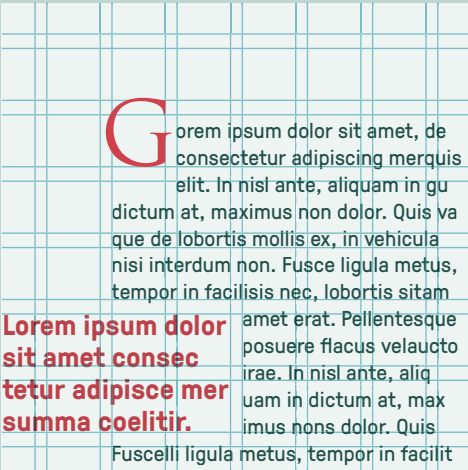 Gorem ipsum dolor sit amet, de
consectetur adipiscing merquis
elit. In nisl ante, aliquam in gu
dictum at, maximus non dolor. Quis va
que de lobortis mollis ex, in vehicula
nisi interdum non. Fusce ligula metus,
tempor in facilisis nec, lobortis sitam
amet erat. Pellentesque
posuere flacus velaucto
irae. In nisl ante, aliq
uam in dictum at, max
imus nons dolor. Quis
Fuscelli ligula metus, tempor in facilit
Lorem ipsum dolor
sit amet consec
tetur adipisce mer
summa coelitir.